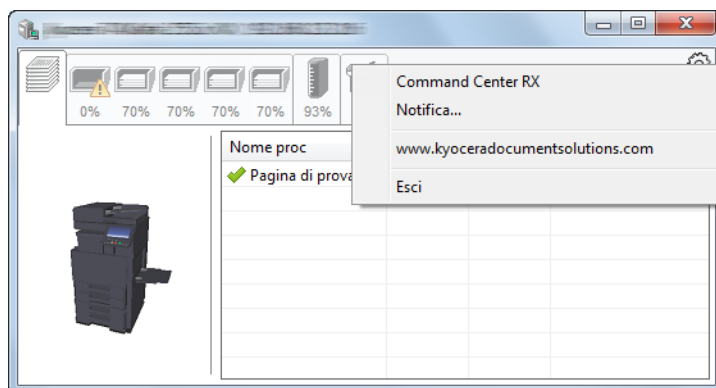 0% 70% 70% 70% 70% 93%
Command Center RX
Notifica...
www.kyoceradocumentsolutions.com
Esci
Nome proc
Pagina di prova